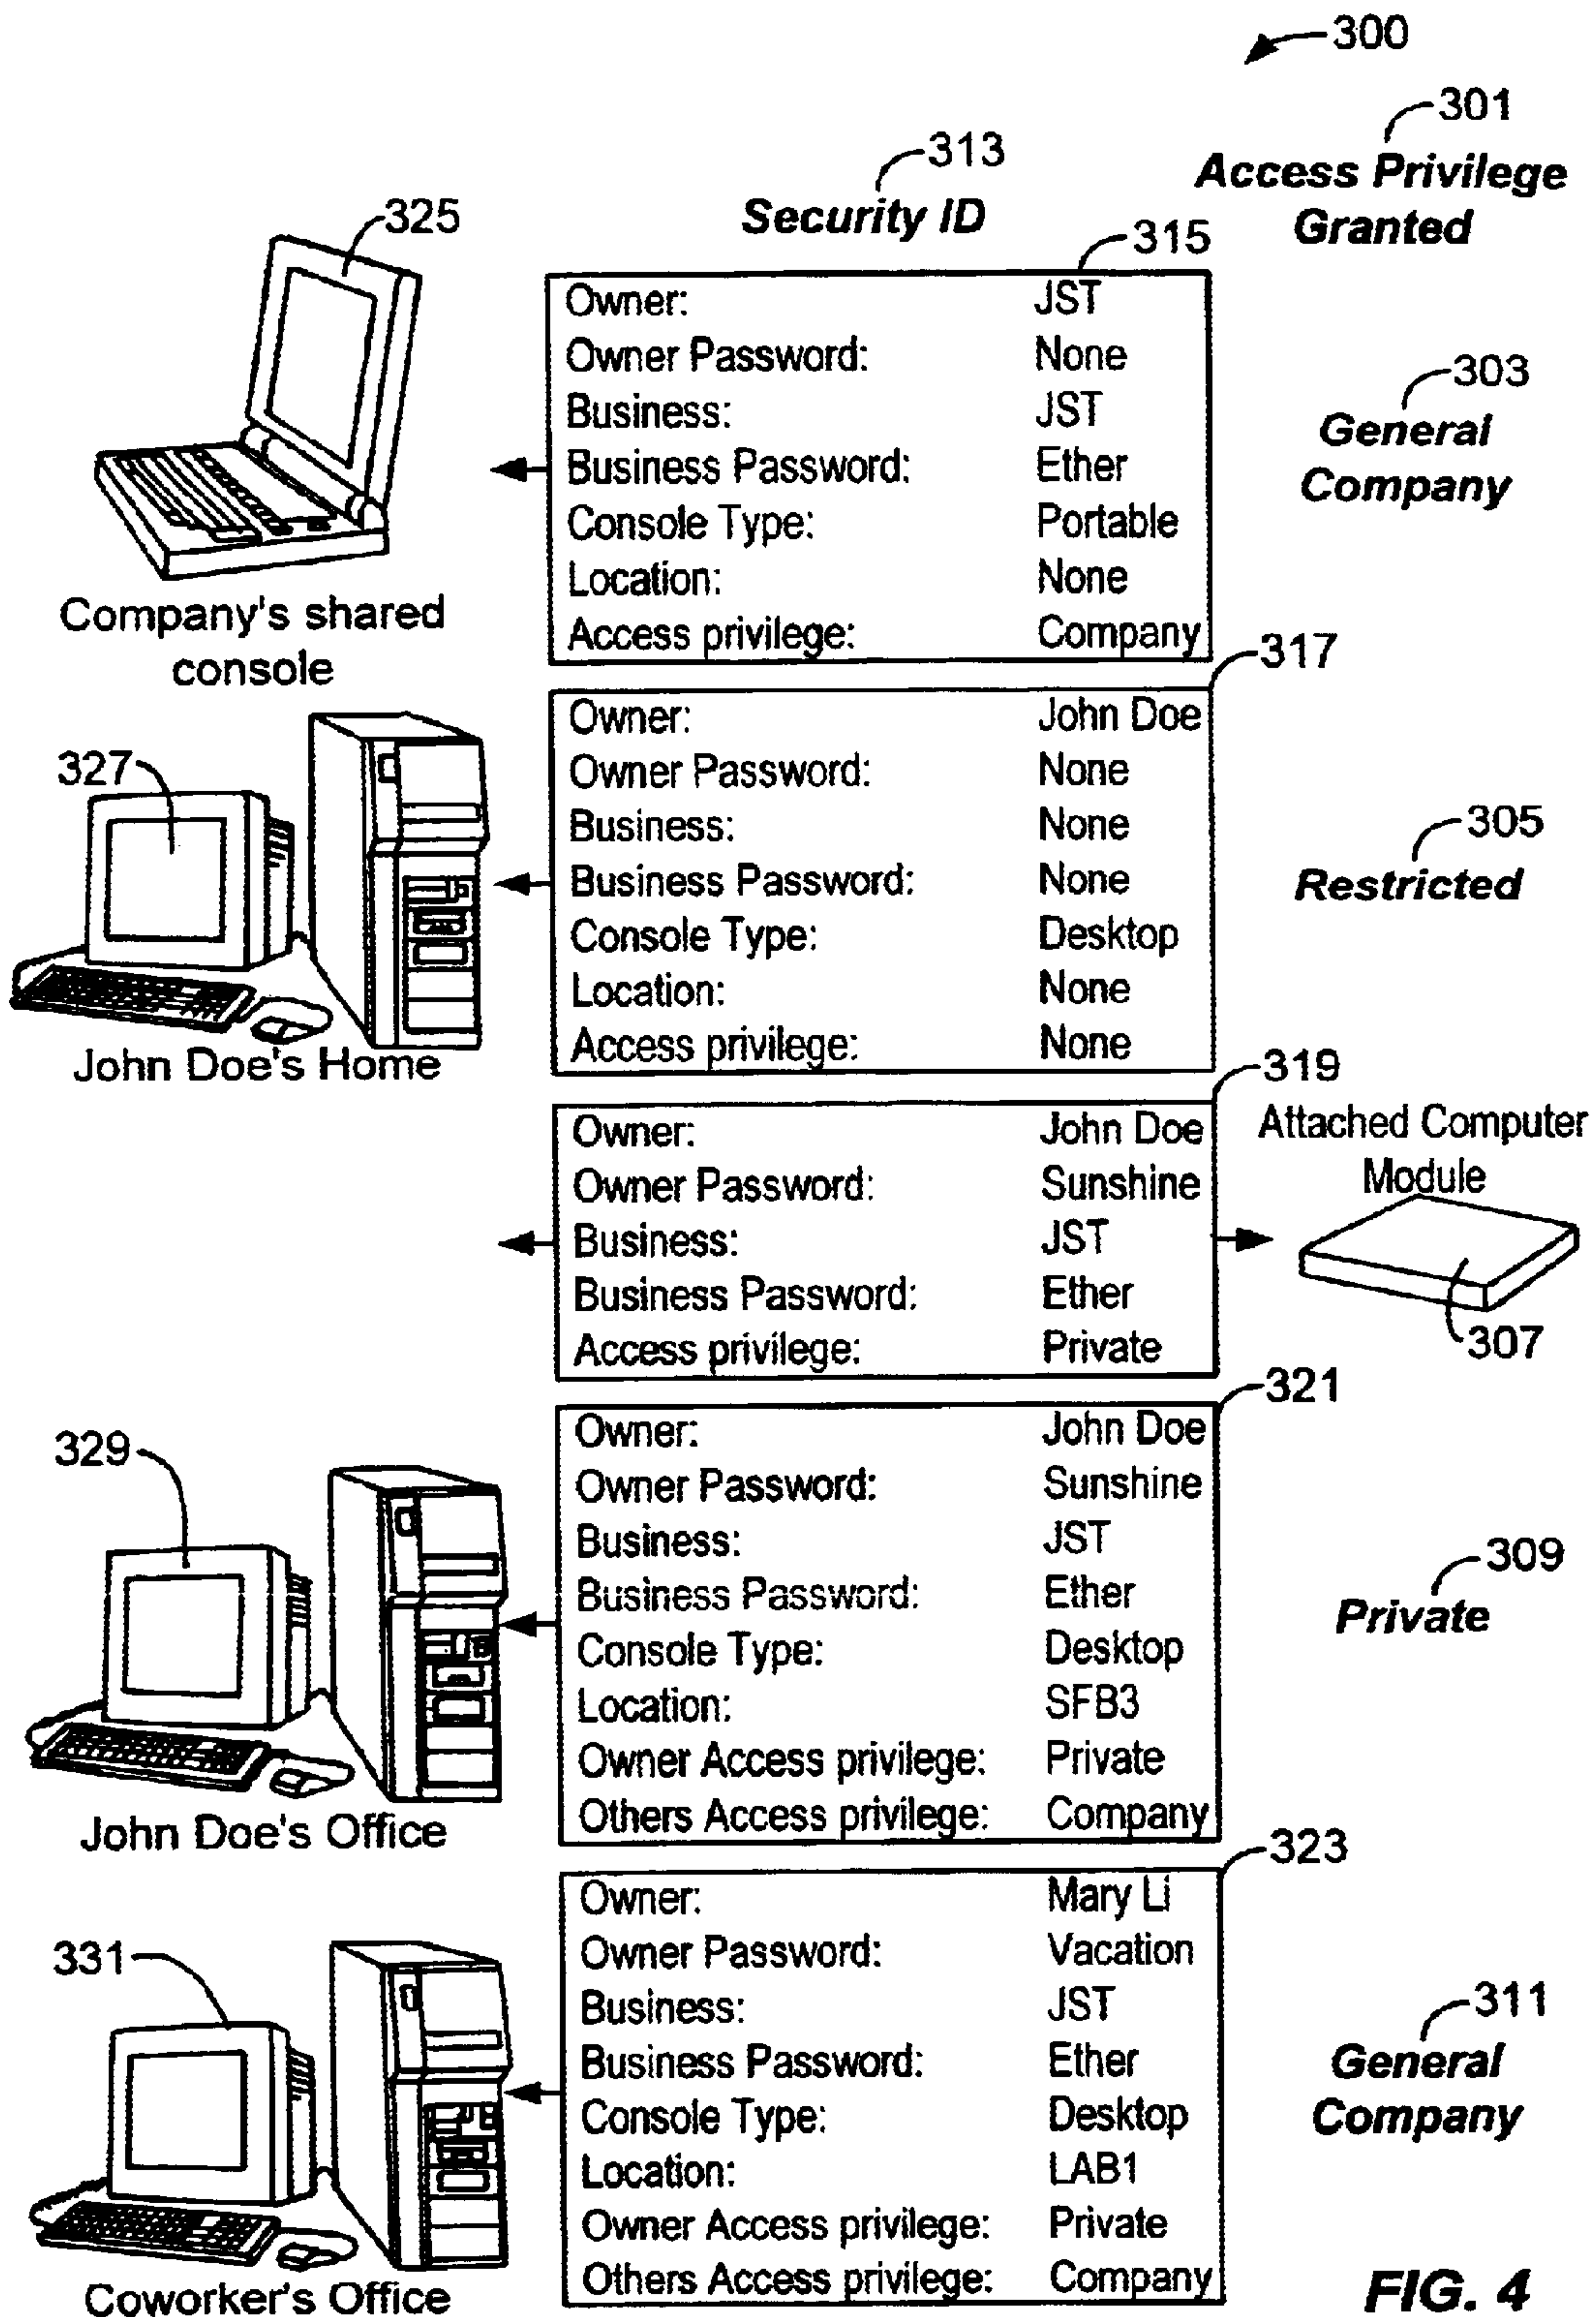 300
301
Access Privilege
Granted
313
Security ID
325
315
Owner: JST
Owner Password: None
Business: JST
Business Password: Ether
Console Type: Portable
Location: None
Access privilege: Company
303
General
Company
Company's shared
console
317
Owner: John Doe
Owner Password: None
Business: None
Business Password: None
Console Type: Desktop
Location: None
Access privilege: None
327
305
Restricted
John Doe's Home
319
Owner: John Doe
Owner Password: Sunshine
Business: JST
Business Password: Ether
Access privilege: Private
Attached Computer
Module
307
321
Owner: John Doe
Owner Password: Sunshine
Business: JST
Business Password: Ether
Console Type: Desktop
Location: SFB3
Owner Access privilege: Private
Others Access privilege: Company
329
309
Private
John Doe's Office
323
Owner: Mary Li
Owner Password: Vacation
Business: JST
Business Password: Ether
Console Type: Desktop
Location: LAB1
Owner Access privilege: Private
Others Access privilege: Company
331
311
General
Company
Coworker's Office
FIG. 4